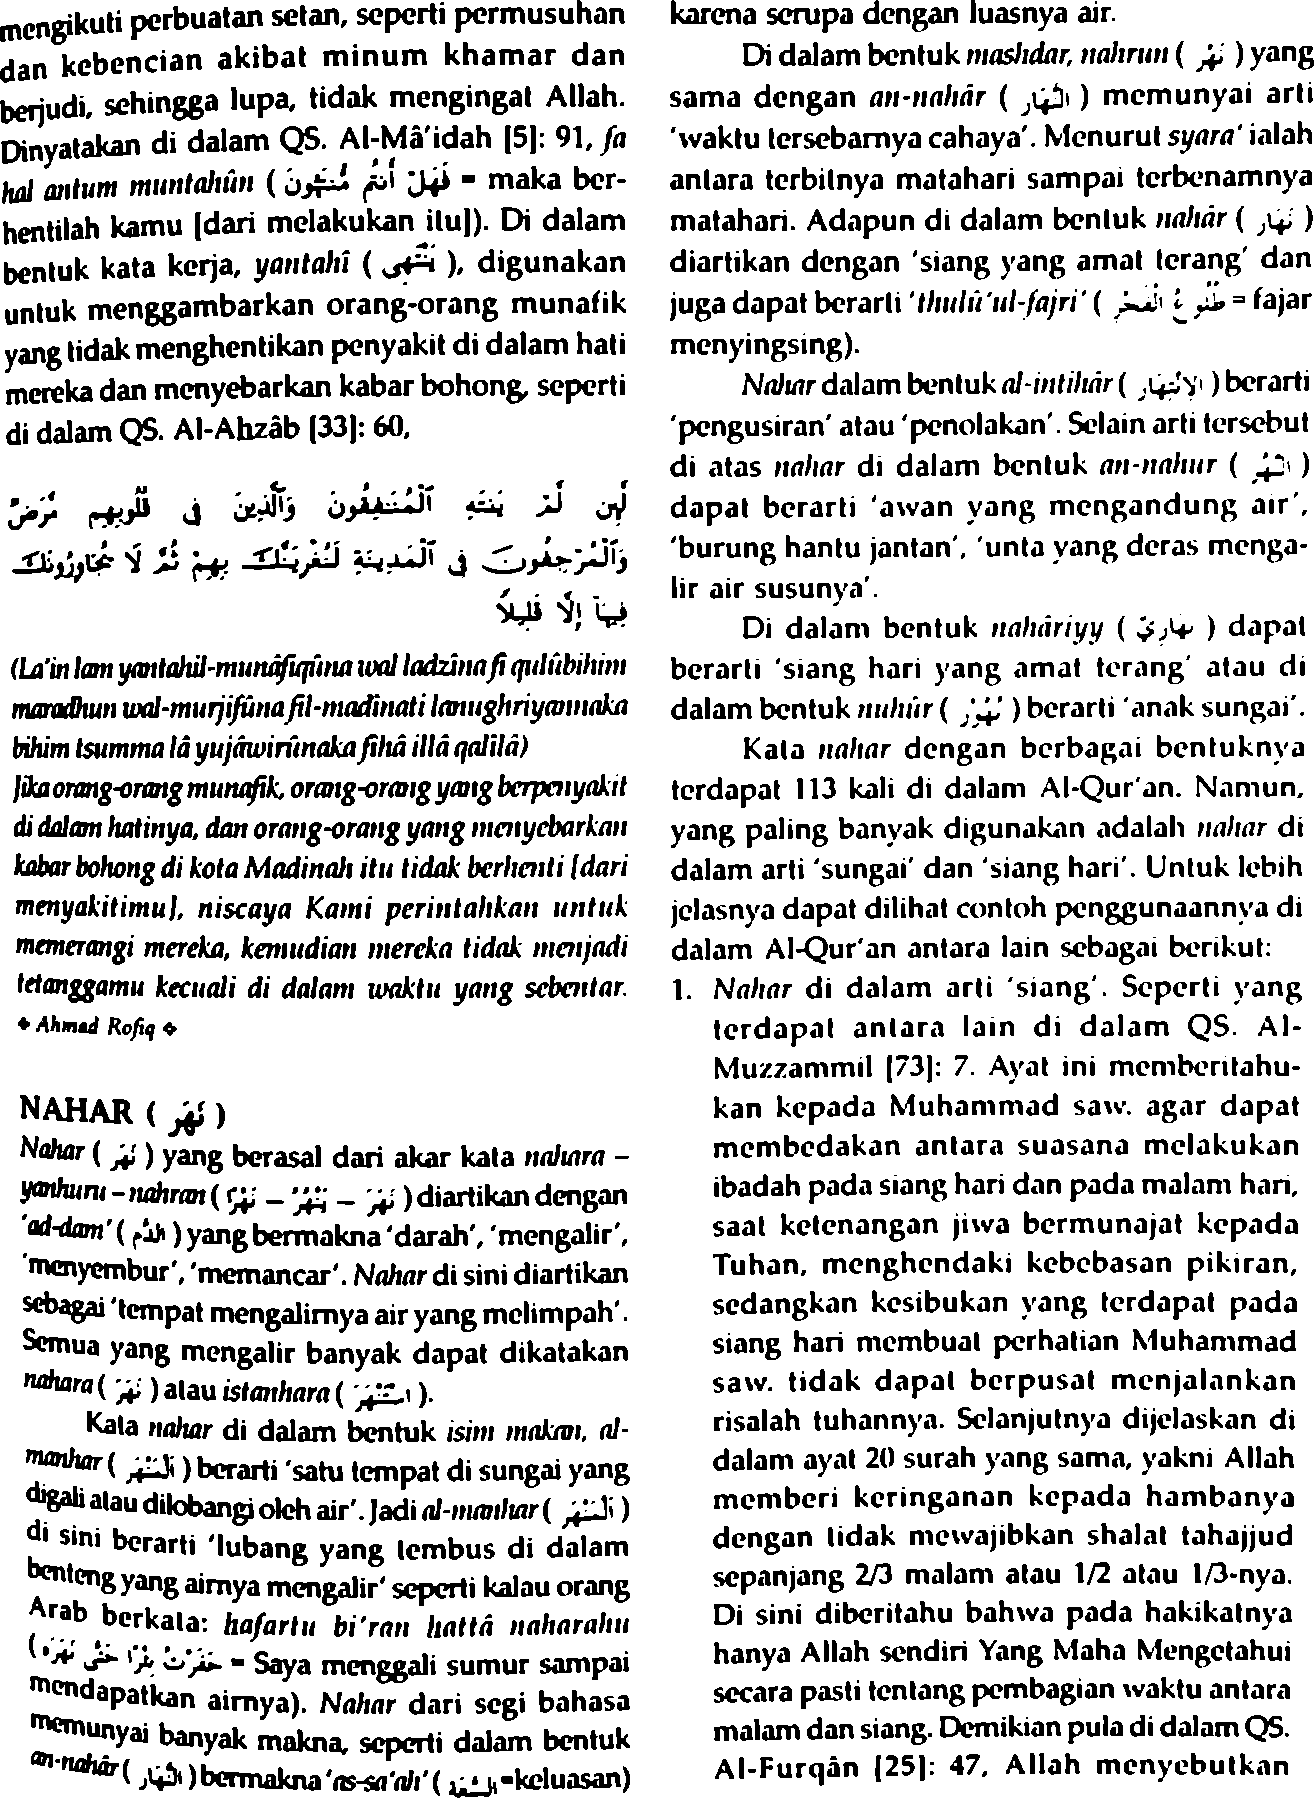 mengikuti perbuatan setan, seperti permusuhan
dan kebencian akibat minum khamar dan
berjudi, sehingga lupa, tidak mengingat Allah.
Dinyatakan di dalam QS. Al-Mâ'idah [5]: 91, fa
hal antum muntahûn ( فَهَلْ أَنتُم مُّنتَهُونَ = maka ber-
hentilah kamu [dari melakukan itu]). Di dalam
bentuk kata kerja, yantahî ( يَنْتَهِى ), digunakan
untuk menggambarkan orang-orang munafik
yang tidak menghentikan penyakit di dalam hati
mereka dan menyebarkan kabar bohong, seperti
di dalam QS. Al-Ahzâb [33]: 60,
لَّئِن لَّمْ يَنتَهِ ٱلْمُنَـٰفِقُونَ وَٱلَّذِينَ فِى قُلُوبِهِم مَّرَضٌ
وَٱلْمُرْجِفُونَ فِى ٱلْمَدِينَةِ لَنُغْرِيَنَّكَ بِهِمْ ثُمَّ لَا يُجَاوِرُونَكَ
فِيهَآ إِلَّا قَلِيلًا
(La'in lam yantahil-munâfiqûna wal ladzîna fî qulûbihim
maradhun wal-murjifûna fil-madînati lanughriyannaka
bihim tsumma lâ yujâwirûnaka fîhâ illâ qalîlâ)
Jika orang-orang munafik, orang-orang yang berpenyakit
di dalam hatinya, dan orang-orang yang menyebarkan
kabar bohong di kota Madinah itu tidak berhenti [dari
menyakitimu], niscaya Kami perintahkan untuk
memerangi mereka, kemudian mereka tidak menjadi
tetanggamu kecuali di dalam waktu yang sebentar.
❖ Ahmad Rofiq ❖
NAHAR ( نَهَر )
Nahar ( نَهَر ) yang berasal dari akar kata nahara –
yanhuru – nahran ( نَهَرَ – يَنْهَرُ – نَهْرًا ) diartikan dengan
'ad-dam' ( الدَّم ) yang bermakna 'darah', 'mengalir',
'menyembur', 'memancar'. Nahar di sini diartikan
sebagai 'tempat mengalirnya air yang melimpah'.
Semua yang mengalir banyak dapat dikatakan
nahara ( نَهَرَ ) atau istanhara ( اِسْتَنْهَرَ ).
Kata nahar di dalam bentuk isim makan, al-
manhar ( اَلْمَنْهَر ) berarti 'satu tempat di sungai yang
digali atau dilobangi oleh air'. Jadi al-manhar ( اَلْمَنْهَر )
di sini berarti 'lubang yang tembus di dalam
benteng yang airnya mengalir' seperti kalau orang
Arab berkata: hafartu bi'ran hattâ naharahu
( حَفَرْتُ بِئْرًا حَتَّى نَهَرَهُ = Saya menggali sumur sampai
mendapatkan airnya). Nahar dari segi bahasa
memunyai banyak makna, seperti dalam bentuk
an-nahâr ( النَّهَار ) bermakna 'as-sa'ah' ( = keluasan)
karena serupa dengan luasnya air.
Di dalam bentuk mashdar, nahrun ( نَهْر ) yang
sama dengan an-nahâr ( النَّهَار ) memunyai arti
'waktu tersebarnya cahaya'. Menurut syara' ialah
antara terbitnya matahari sampai terbenamnya
matahari. Adapun di dalam bentuk nahâr ( نَهَار )
diartikan dengan 'siang yang amat terang' dan
juga dapat berarti 'thulû'ul-fajri' ( طُلُوْعُ الْفَجْرِ = fajar
menyingsing).
Nahar dalam bentuk al-intihâr ( الاِنْتِهَار ) berarti
'pengusiran' atau 'penolakan'. Selain arti tersebut
di atas nahar di dalam bentuk an-nahur ( النَّهُر )
dapat berarti 'awan yang mengandung air',
'burung hantu jantan', 'unta yang deras menga-
lir air susunya'.
Di dalam bentuk nahâriyy ( نَهَارِيّ ) dapat
berarti 'siang hari yang amat terang' atau di
dalam bentuk nuhûr ( نُهُوْر ) berarti 'anak sungai'.
Kata nahar dengan berbagai bentuknya
terdapat 113 kali di dalam Al-Qur'an. Namun,
yang paling banyak digunakan adalah nahar di
dalam arti 'sungai' dan 'siang hari'. Untuk lebih
jelasnya dapat dilihat contoh penggunaannya di
dalam Al-Qur'an antara lain sebagai berikut:
1. Nahar di dalam arti 'siang'. Seperti yang
terdapat antara lain di dalam QS. Al-
Muzzammil [73]: 7. Ayat ini memberitahu-
kan kepada Muhammad saw. agar dapat
membedakan antara suasana melakukan
ibadah pada siang hari dan pada malam hari,
saat ketenangan jiwa bermunajat kepada
Tuhan, menghendaki kebebasan pikiran,
sedangkan kesibukan yang terdapat pada
siang hari membuat perhatian Muhammad
saw. tidak dapat berpusat menjalankan
risalah tuhannya. Selanjutnya dijelaskan di
dalam ayat 20 surah yang sama, yakni Allah
memberi keringanan kepada hambanya
dengan tidak mewajibkan shalat tahajjud
sepanjang 2/3 malam atau 1/2 atau 1/3-nya.
Di sini diberitahu bahwa pada hakikatnya
hanya Allah sendiri Yang Maha Mengetahui
secara pasti tentang pembagian waktu antara
malam dan siang. Demikian pula di dalam QS.
Al-Furqân [25]: 47, Allah menyebutkan